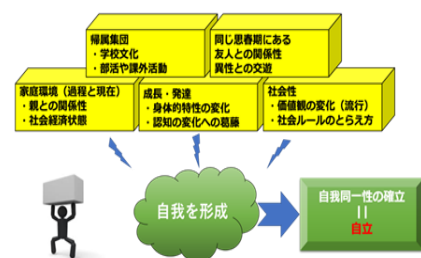 帰属集団
・学校文化
・部活や課外活動
同じ思春期にある
友人との関係性
異性との交遊
家庭環境（過程と現在）
・親との関係性
・社会経済状態
成長・発達
・身体的特性の変化
・認知の変化への葛藤
社会性
・価値観の変化（流行）
・社会ルールのとらえ方
自我を形成
自我同一性の確立
＝
自立